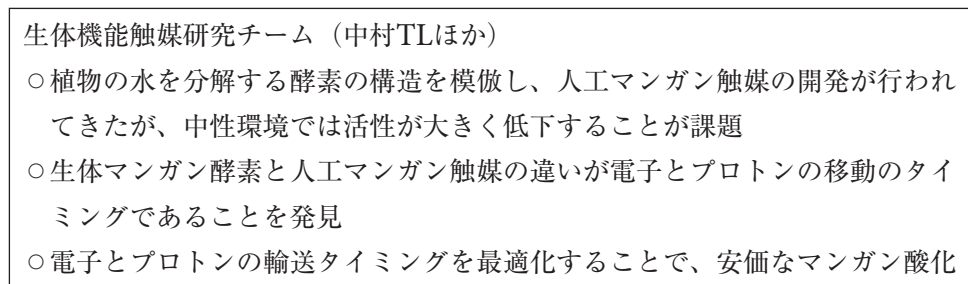 生体機能触媒研究チーム（中村TLほか）
○植物の水を分解する酵素の構造を模倣し、人工マンガン触媒の開発が行われ
てきたが、中性環境では活性が大きく低下することが課題
○生体マンガン酵素と人工マンガン触媒の違いが電子とプロトンの移動のタイ
ミングであることを発見
○電子とプロトンの輸送タイミングを最適化することで、安価なマンガン酸化